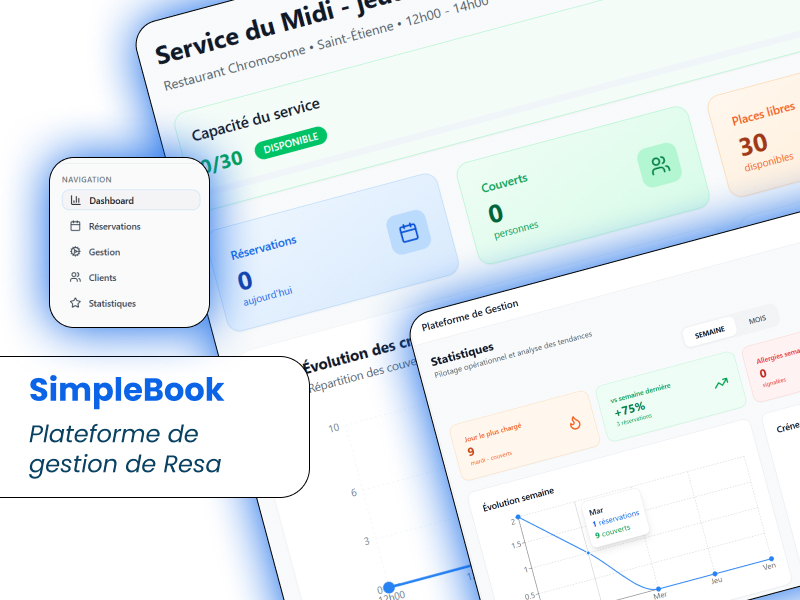 Service du Midi -
Restaurant Chromosome • Saint-Étienne • 12h00 - 14h00
Capacité du service
0/30 DISPONIBLE
Réservations
0
aujourd'hui
Couverts
0
personnes
Places libres
30
disponibles
NAVIGATION
Dashboard
Réservations
Gestion
Clients
Statistiques
SimpleBook
Plateforme de
gestion de Resa
Évolution des
Répartition des
10
6
3
0
12h00
Plateforme de Gestion
Statistiques
Pilotage opérationnel et analyse des tendances
SEMAINE MOIS
Jour le plus chargé
9
mardi - couverts
vs semaine dernière
+75%
3 réservations
Allergies
0
signalées
Évolution semaine
2
1.5
1
0.5
Mar
1 réservations
9 couverts
Mer
Jeu
Ven